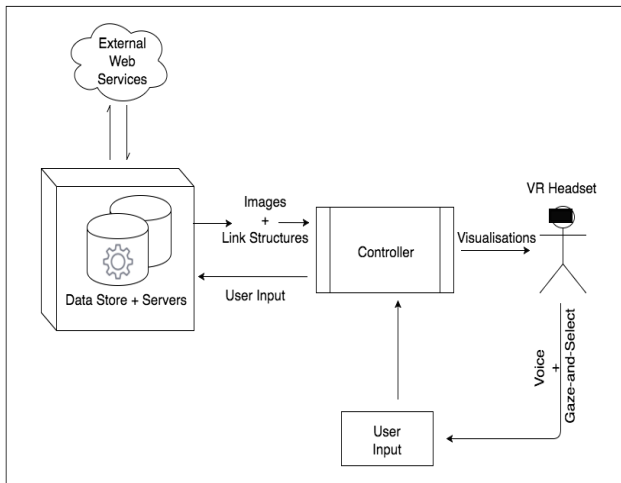 External
Web
Services
VR Headset
Images
+
Link Structures
Controller
Visualisations
Data Store + Servers
User Input
Voice
+
Gaze-and-Select
User
Input